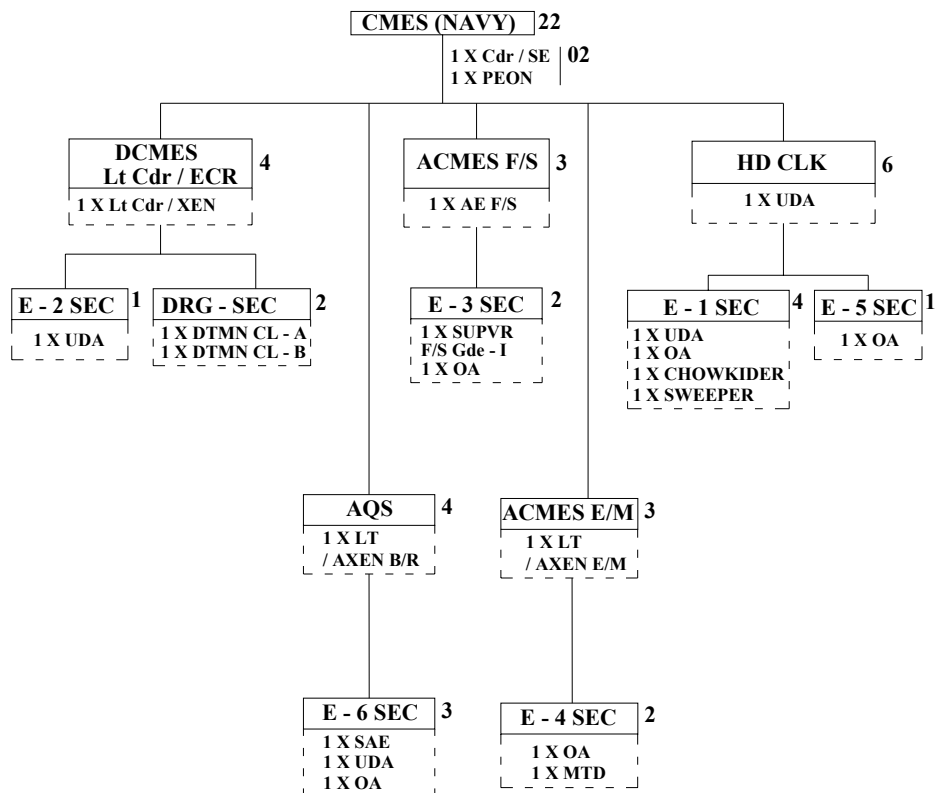 CMES (NAVY) 22
1 X Cdr / SE
1 X PEON
02
DCMES
Lt Cdr / ECR
4
1 X Lt Cdr / XEN
ACMES F/S 3
1 X AE F/S
HD CLK 6
1 X UDA
E - 2 SEC 1
1 X UDA
DRG - SEC 2
1 X DTMN CL - A
1 X DTMN CL - B
E - 3 SEC 2
1 X SUPVR
F/S Gde - I
1 X OA
E - 1 SEC 4
1 X UDA
1 X OA
1 X CHOWKIDER
1 X SWEEPER
E - 5 SEC 1
1 X OA
AQS 4
1 X LT
/ AXEN B/R
ACMES E/M 3
1 X LT
/ AXEN E/M
E - 6 SEC 3
1 X SAE
1 X UDA
1 X OA
E - 4 SEC 2
1 X OA
1 X MTD